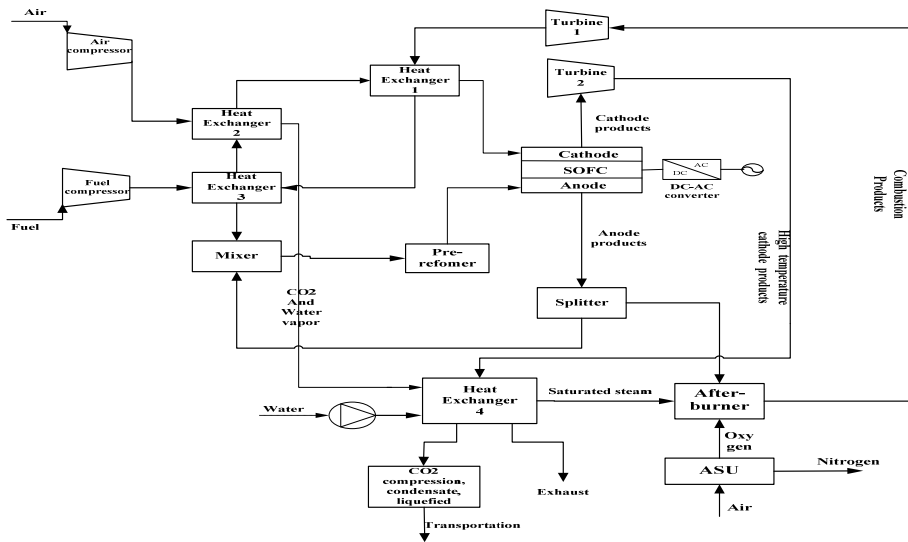 Air
Air
compressor
Turbine
1
Heat
Exchanger
1
Turbine
2
Cathode
products
Heat
Exchanger
2
Cathode
SOFC
Anode
AC
DC
DC-AC
converter
Combustion
Products
Fuel
compressor
Heat
Exchanger
3
Fuel
Mixer
Pre-
refomer
Anode
products
High temperature
cathode products
CO2
And
Water
vapor
Splitter
Heat
Exchanger
4
Saturated steam
After-
burner
Water
Oxy
gen
CO2
compression,
condensate,
liquefied
Exhaust
ASU
Nitrogen
Transportation
Air